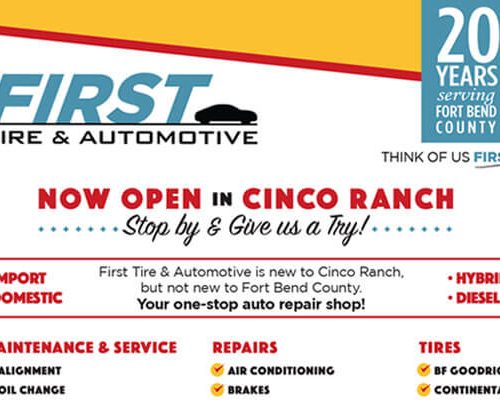 20
YEARS
serving
FORT BEND
COUNTY
FIRST
IRE & AUTOMOTIVE
THINK OF US FIRS
NOW OPEN IN CINCO RANCH
Stop by & Give us a Try!
MPORT
DOMESTIC
First Tire & Automotive is new to Cinco Ranch,
but not new to Fort Bend County.
Your one-stop auto repair shop!
• HYBRI
• DIESEL
AINTENANCE & SERVICE
ALIGNMENT
OIL CHANGE
REPAIRS
AIR CONDITIONING
BRAKES
TIRES
BF GOODRIC
CONTINENTA